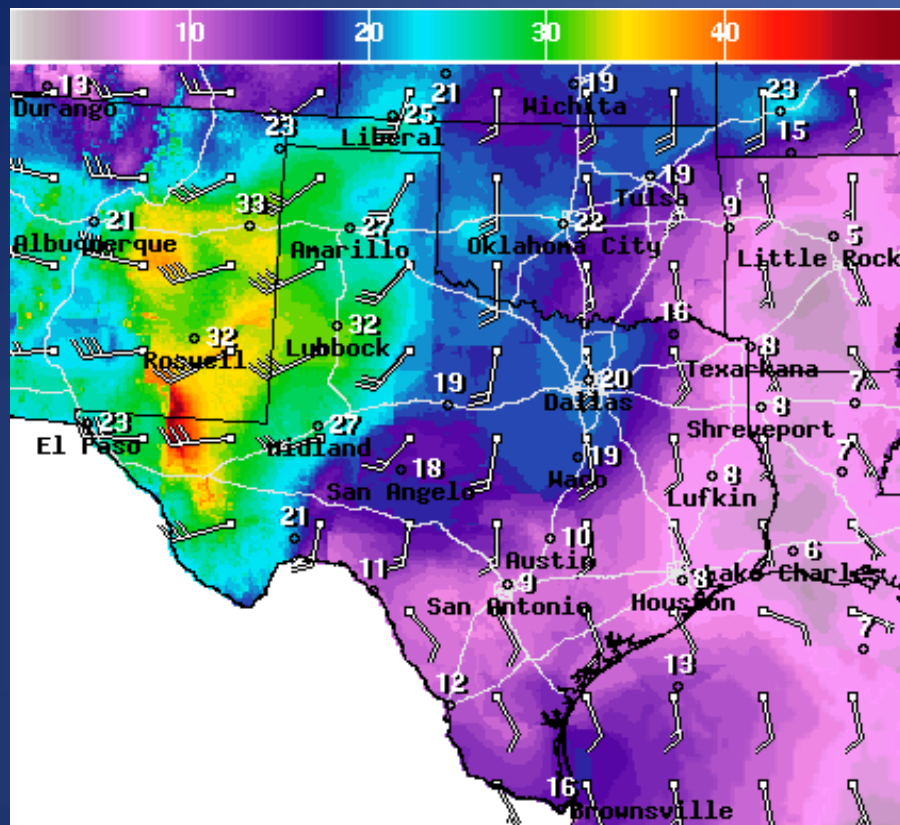 10 20 30 40
13 21 19 23
Durango Wichita
25
Liberal
23 15
19
Tulsa
21 33 27 22 9 5
Albuquerque Amarillo Oklahoma City Little Rock
32 32 16 8
Roswell Lubbock Texarkana
19 20 8 7
Dallas
23 27 Shreveport
El Paso Midland
18 19 8 7
San Angelo Waco Lufkin
21 10 6
Austin
11 9 8 Lake Charles
San Antonio Houston
7
12 13
16
Brownsville